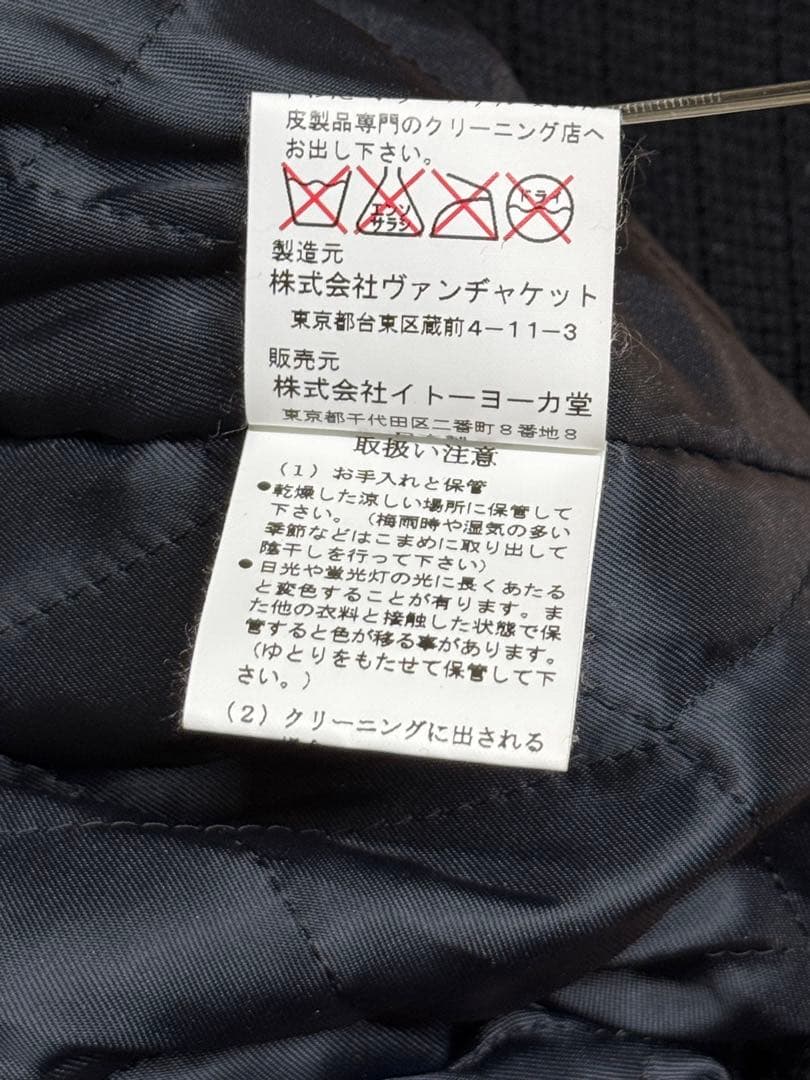 皮製品専門のクリーニング店へ
お出し下さい。
エンソ
サラシ
ドライ
製造元
株式会社ヴァンヂャケット
東京都台東区蔵前4-11-3
販売元
株式会社イトーヨーカ堂
東京都千代田区二番町8番地8
取扱い注意
(1) お手入れと保管
●乾燥した涼しい場所に保管して
下さい。(梅雨時や湿気の多い
季節などはこまめに取り出して
陰干しを行って下さい)
●日光や蛍光灯の光に長くあたる
と変色することが有ります。ま
た他の衣料と接触した状態で保
管すると色が移る事があります。
(ゆとりをもたせて保管して下
さい。)
(2) クリーニングに出される